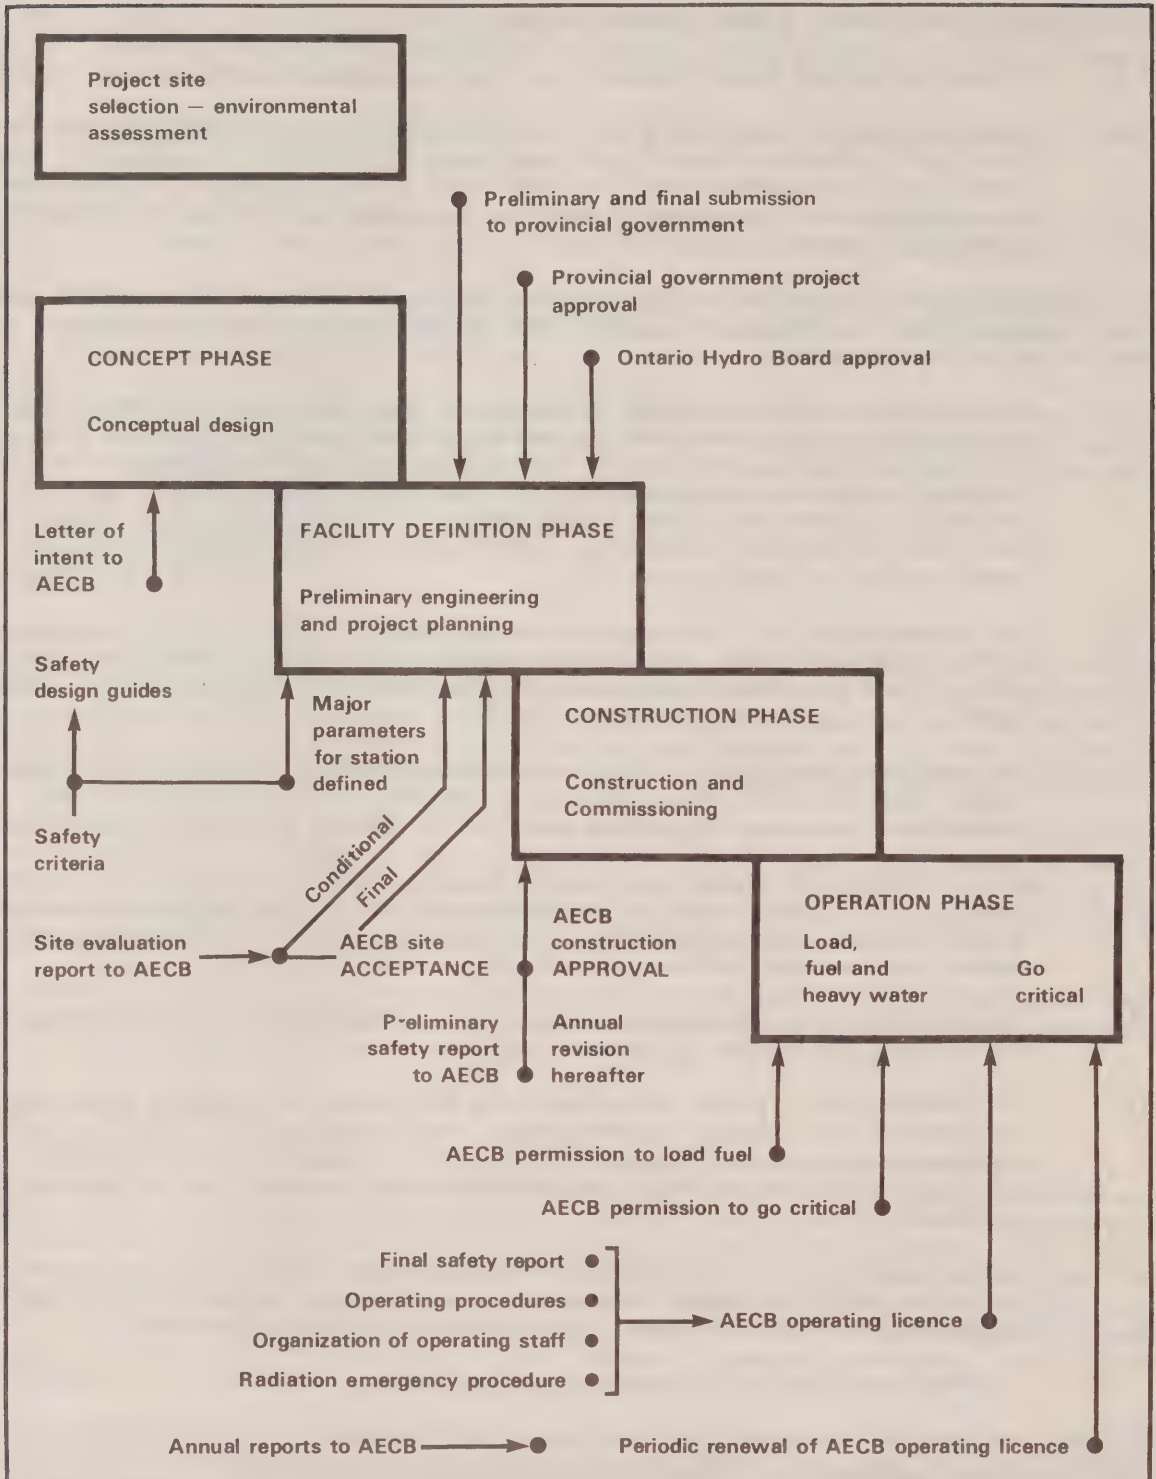 Project site
selection — environmental
assessment
Preliminary and final submission
to provincial government
Provincial government project
approval
Ontario Hydro Board approval
CONCEPT PHASE
Conceptual design
Letter of
intent to
AECB
FACILITY DEFINITION PHASE
Preliminary engineering
and project planning
Safety
design guides
Major
parameters
for station
defined
Safety
criteria
CONSTRUCTION PHASE
Construction and
Commissioning
Conditional
Final
Site evaluation
report to AECB
AECB site
ACCEPTANCE
AECB
construction
APPROVAL
Preliminary
safety report
to AECB
Annual
revision
hereafter
OPERATION PHASE
Load,
fuel and
heavy water
Go
critical
AECB permission to load fuel
AECB permission to go critical
Final safety report
Operating procedures
Organization of operating staff
Radiation emergency procedure
AECB operating licence
Annual reports to AECB
Periodic renewal of AECB operating licence